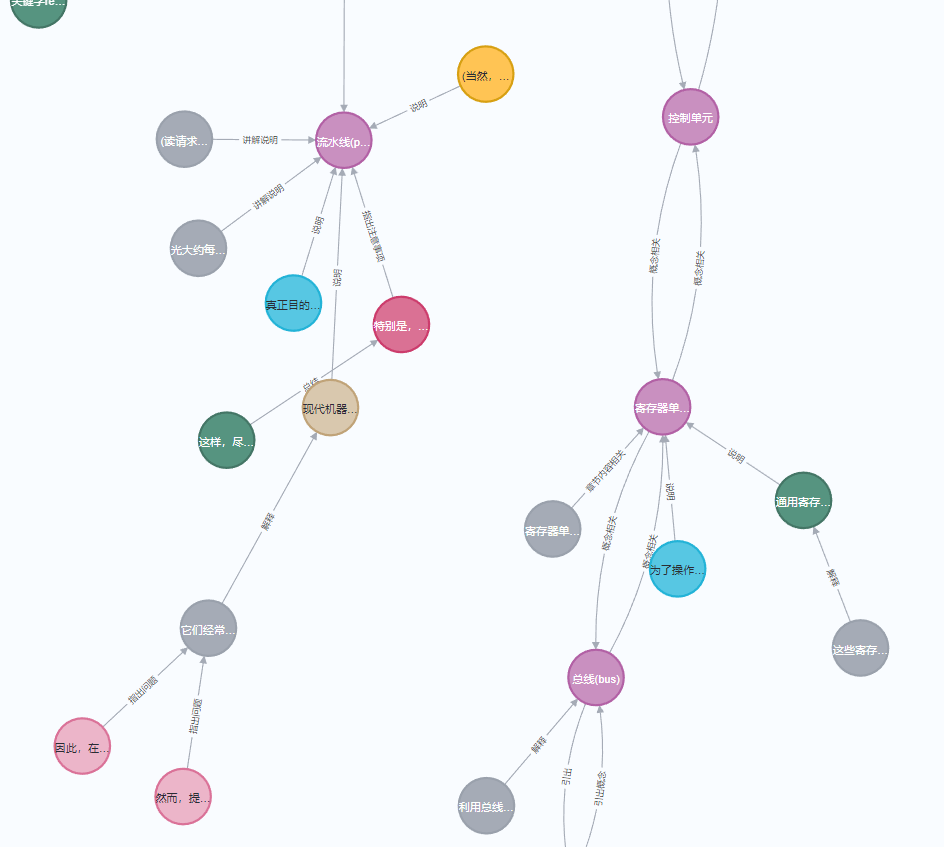 关键字fe...
(当然，...
说明
控制单元
(读请求...
讲解说明
流水线(p...
讲解说明
说明
说明
指出注意事项
光大约每...
概念相关
概念相关
真正目的...
特别是，...
总结
现代机器...
寄存器单...
这样，尽...
章节内容相关
说明
说明
通用寄存...
解释
寄存器单...
概念相关
概念相关
为了操作...
解释
它们经常...
这些寄存...
总线(bus)
指出问题
指出问题
因此，在...
解释
引出
引出概念
然而，提...
利用总线...